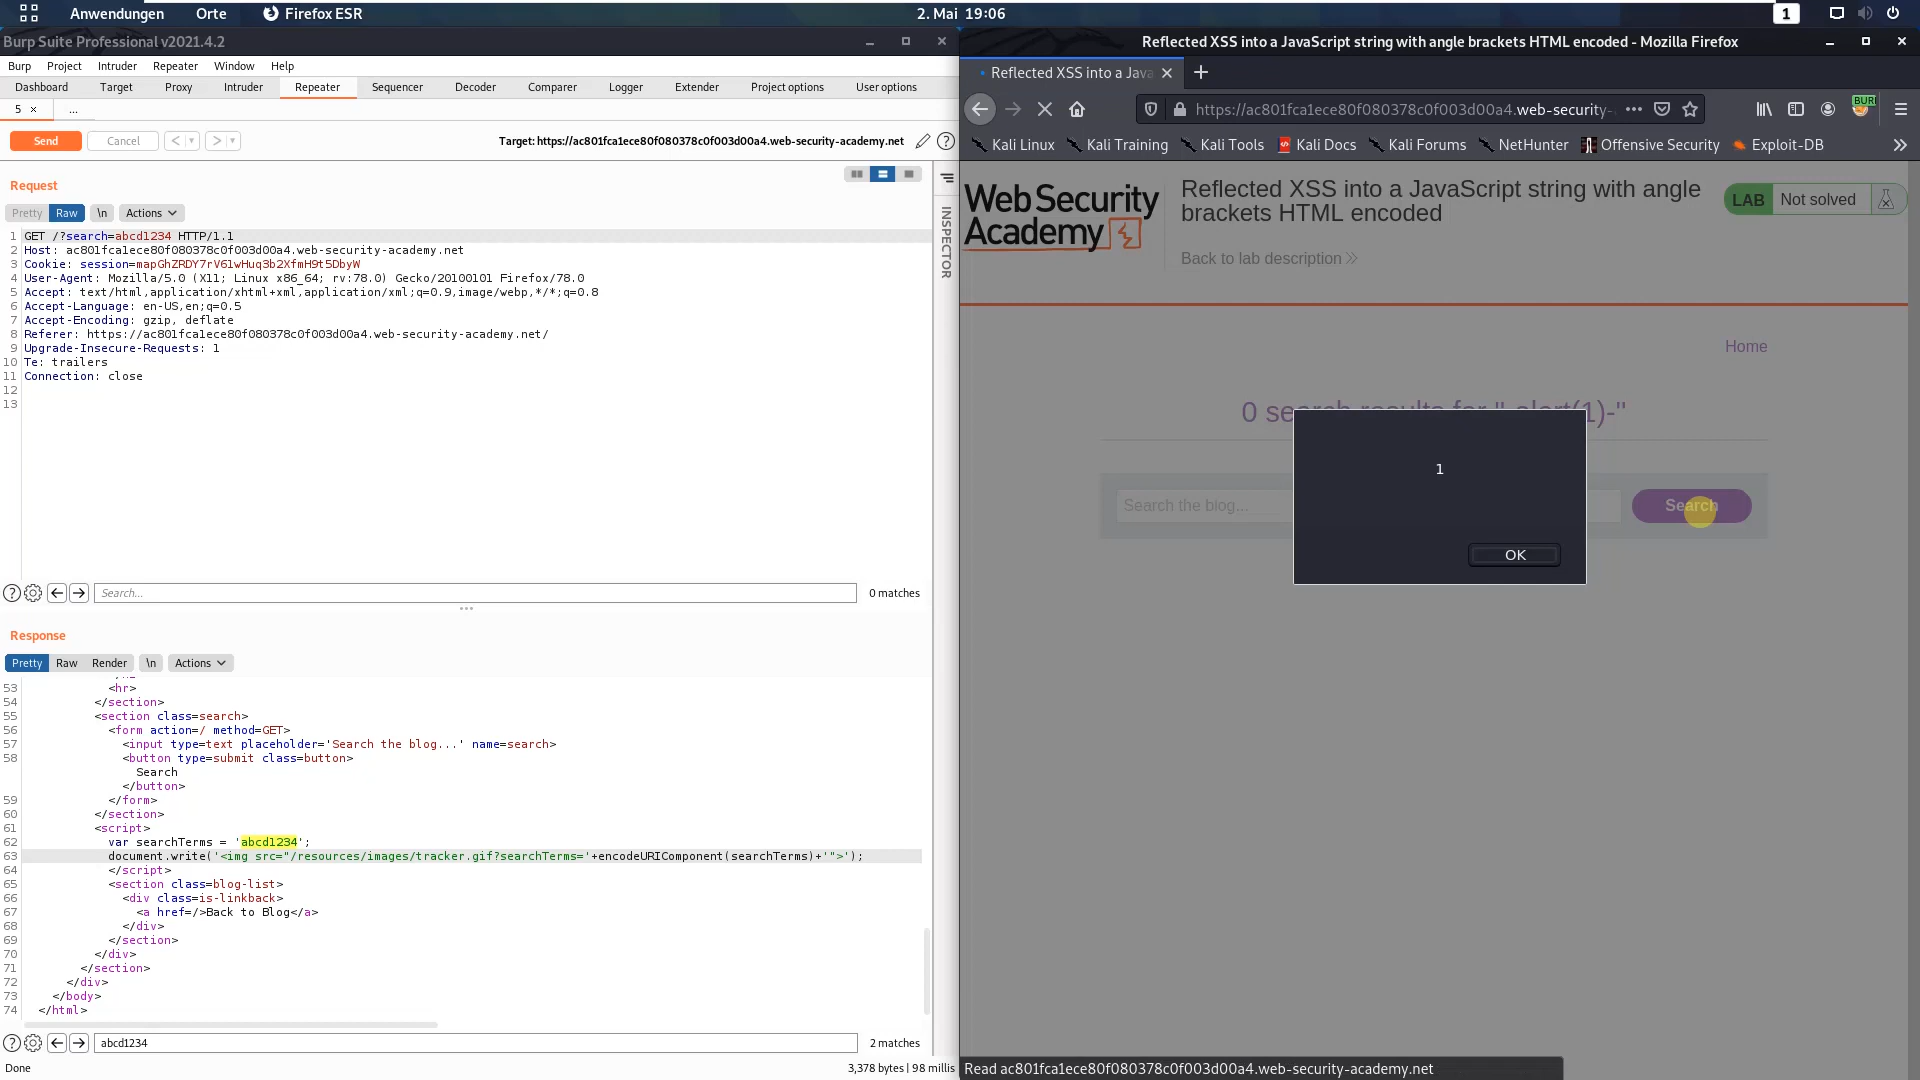 Anwendungen Orte Firefox ESR 2. Mai 19:06 1
Burp Suite Professional v2021.4.2
Burp Project Intruder Repeater Window Help
Dashboard Target Proxy Intruder Repeater Sequencer Decoder Comparer Logger Extender Project options User options
5 × ...
Send Cancel < > Target: https://ac801fca1ece80f080378c0f003d00a4.web-security-academy.net
Request
Pretty Raw \n Actions
1 GET /?search=abcd1234 HTTP/1.1
2 Host: ac801fca1ece80f080378c0f003d00a4.web-security-academy.net
3 Cookie: session=mapGhZRDY7rV61wHuq3b2XfmH9t5DbyW
4 User-Agent: Mozilla/5.0 (X11; Linux x86_64; rv:78.0) Gecko/20100101 Firefox/78.0
5 Accept: text/html,application/xhtml+xml,application/xml;q=0.9,image/webp,*/*;q=0.8
6 Accept-Language: en-US,en;q=0.5
7 Accept-Encoding: gzip, deflate
8 Referer: https://ac801fca1ece80f080378c0f003d00a4.web-security-academy.net/
9 Upgrade-Insecure-Requests: 1
10 Te: trailers
11 Connection: close
12
13
INSPECTOR
Search... 0 matches
Response
Pretty Raw Render \n Actions
53 <hr>
54 </section>
55 <section class=search>
56 <form action=/ method=GET>
57 <input type=text placeholder='Search the blog...' name=search>
58 <button type=submit class=button>
Search
</button>
59 </form>
60 </section>
61 <script>
62 var searchTerms = 'abcd1234';
63 document.write('<img src="/resources/images/tracker.gif?searchTerms='+encodeURIComponent(searchTerms)+'">');
64 </script>
65 <section class=blog-list>
66 <div class=is-linkback>
67 <a href=/>Back to Blog</a>
68 </div>
69 </section>
70 </div>
71 </section>
72 </div>
73 </body>
74 </html>
abcd1234 2 matches
Done 3,378 bytes | 98 millis
Reflected XSS into a JavaScript string with angle brackets HTML encoded - Mozilla Firefox
Reflected XSS into a Java
https://ac801fca1ece80f080378c0f003d00a4.web-security- BUR
Kali Linux Kali Training Kali Tools Kali Docs Kali Forums NetHunter Offensive Security Exploit-DB
Web Security Academy
Reflected XSS into a JavaScript string with angle
brackets HTML encoded
LAB Not solved
Back to lab description
Home
0 search results for "-alert(1)-"
Search the blog... Search
1
OK
Read ac801fca1ece80f080378c0f003d00a4.web-security-academy.net